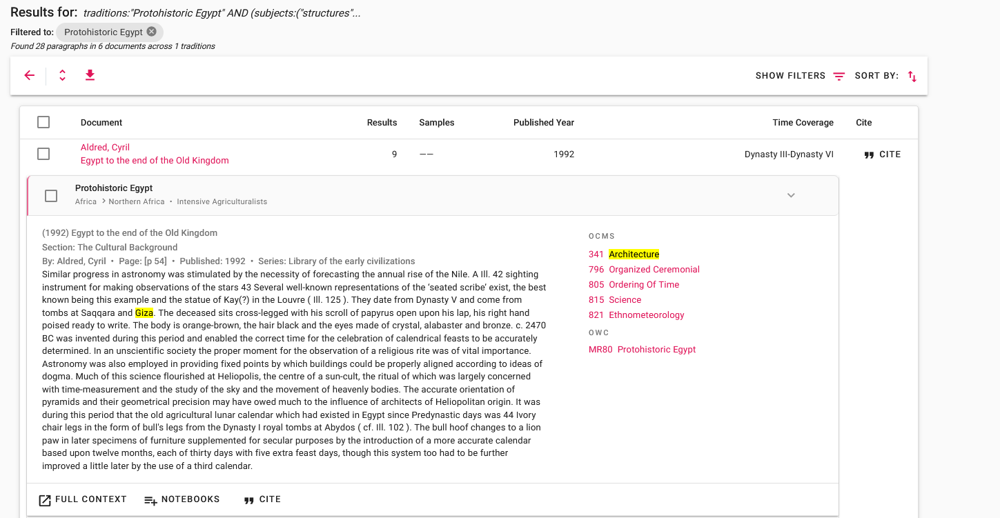 Results for: traditions:"Protohistoric Egypt" AND (subjects:("structures"...
Filtered to: Protohistoric Egypt
Found 28 paragraphs in 6 documents across 1 traditions
SHOW FILTERS SORT BY:
Document Results Samples Published Year Time Coverage Cite
Aldred, Cyril
Egypt to the end of the Old Kingdom 9 —— 1992 Dynasty III-Dynasty VI CITE
Protohistoric Egypt
Africa > Northern Africa • Intensive Agriculturalists
(1992) Egypt to the end of the Old Kingdom
Section: The Cultural Background
By: Aldred, Cyril • Page: [p 54] • Published: 1992 • Series: Library of the early civilizations
Similar progress in astronomy was stimulated by the necessity of forecasting the annual rise of the Nile. A Ill. 42 sighting
instrument for making observations of the stars 43 Several well-known representations of the ‘seated scribe’ exist, the best
known being this example and the statue of Kay(?) in the Louvre ( Ill. 125 ). They date from Dynasty V and come from
tombs at Saqqara and Giza. The deceased sits cross-legged with his scroll of papyrus open upon his lap, his right hand
poised ready to write. The body is orange-brown, the hair black and the eyes made of crystal, alabaster and bronze. c. 2470
BC was invented during this period and enabled the correct time for the celebration of calendrical feasts to be accurately
determined. In an unscientific society the proper moment for the observation of a religious rite was of vital importance.
Astronomy was also employed in providing fixed points by which buildings could be properly aligned according to ideas of
dogma. Much of this science flourished at Heliopolis, the centre of a sun-cult, the ritual of which was largely concerned
with time-measurement and the study of the sky and the movement of heavenly bodies. The accurate orientation of
pyramids and their geometrical precision may have owed much to the influence of architects of Heliopolitan origin. It was
during this period that the old agricultural lunar calendar which had existed in Egypt since Predynastic days was 44 Ivory
chair legs in the form of bull's legs from the Dynasty I royal tombs at Abydos ( cf. Ill. 102 ). The bull hoof changes to a lion
paw in later specimens of furniture supplemented for secular purposes by the introduction of a more accurate calendar
based upon twelve months, each of thirty days with five extra feast days, though this system too had to be further
improved a little later by the use of a third calendar.
OCMS
341 Architecture
796 Organized Ceremonial
805 Ordering Of Time
815 Science
821 Ethnometeorology
OWC
MR80 Protohistoric Egypt
FULL CONTEXT NOTEBOOKS CITE